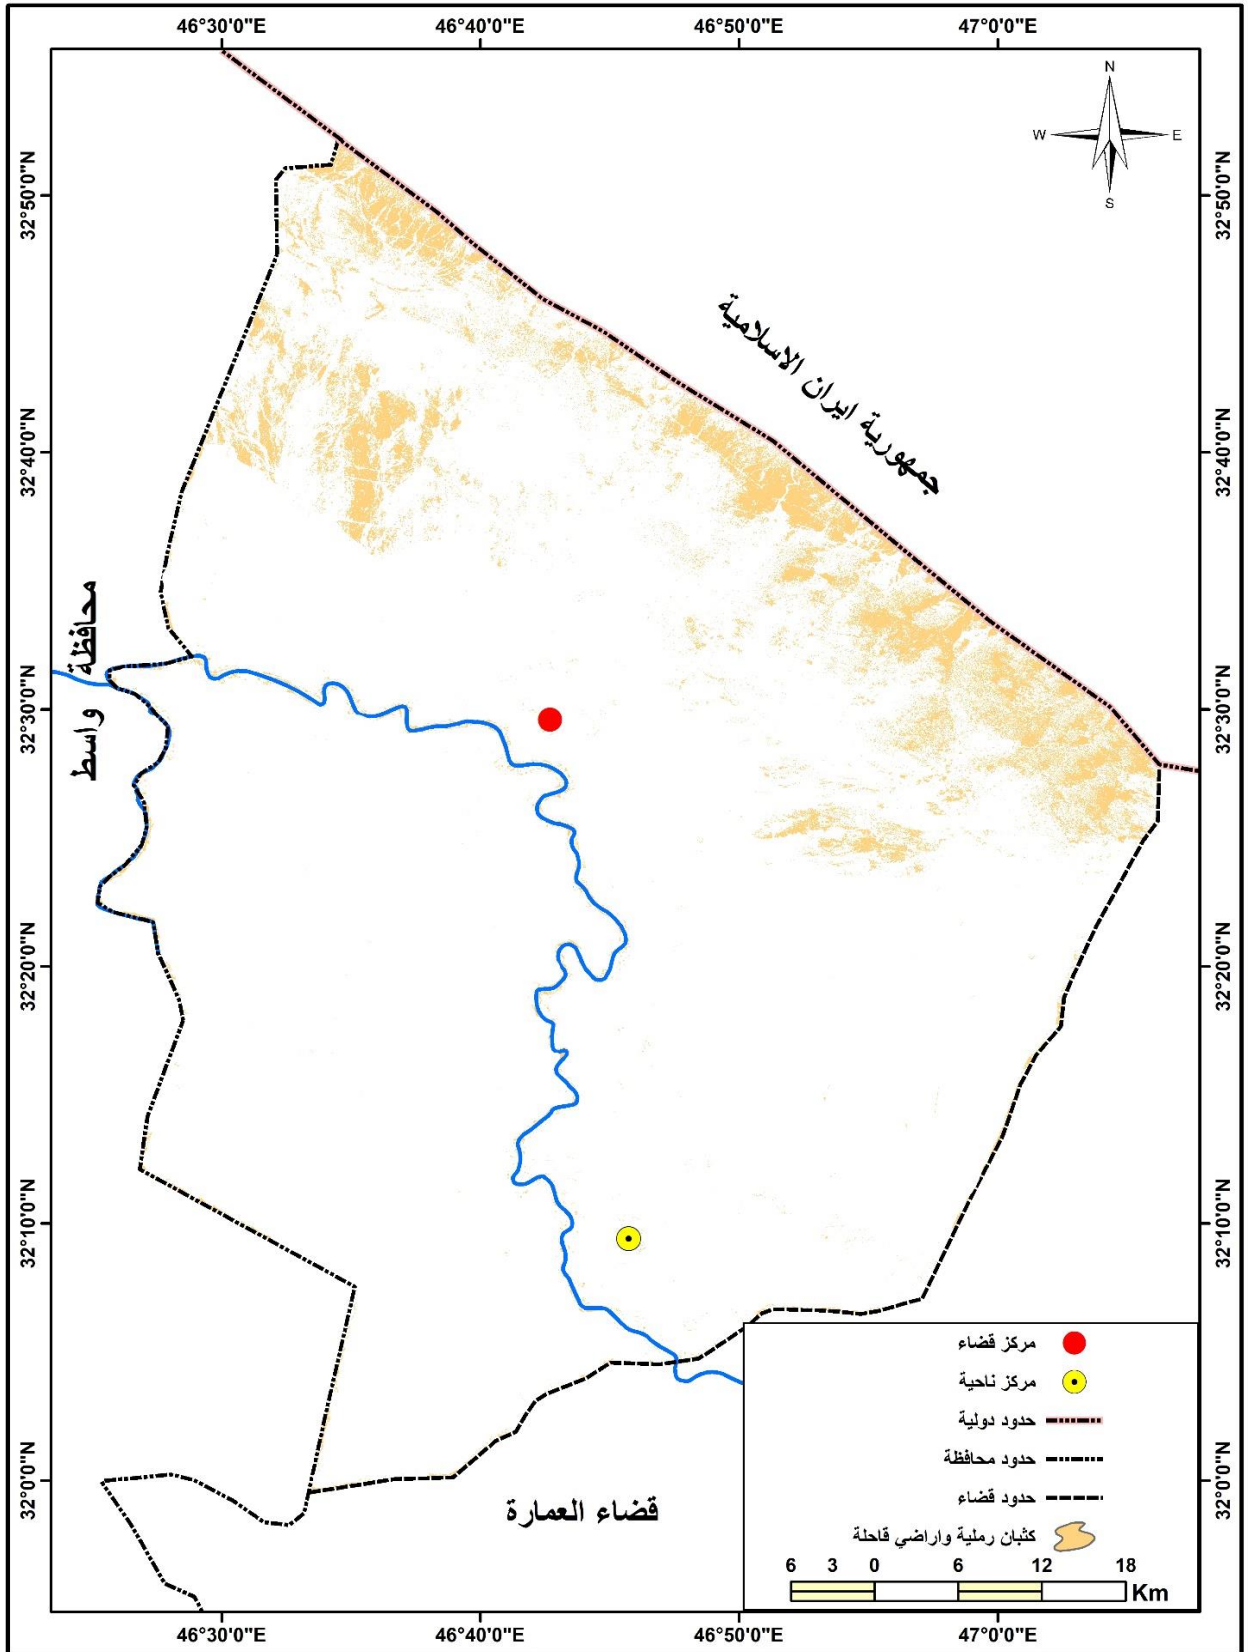 46°30'0"E
46°40'0"E
46°50'0"E
47°0'0"E
N
W
E
S
32°50'0"N
32°50'0"N
جمهورية ايران الاسلامية
32°40'0"N
32°40'0"N
محافظة
واسط
32°30'0"N
32°30'0"N
32°20'0"N
32°20'0"N
32°10'0"N
32°10'0"N
32°0'0"N
32°0'0"N
قضاء العمارة
مركز قضاء
مركز ناحية
حدود دولية
حدود محافظة
حدود قضاء
كثبان رملية واراضي قاحلة
6 3 0 6 12 18
Km
46°30'0"E
46°40'0"E
46°50'0"E
47°0'0"E